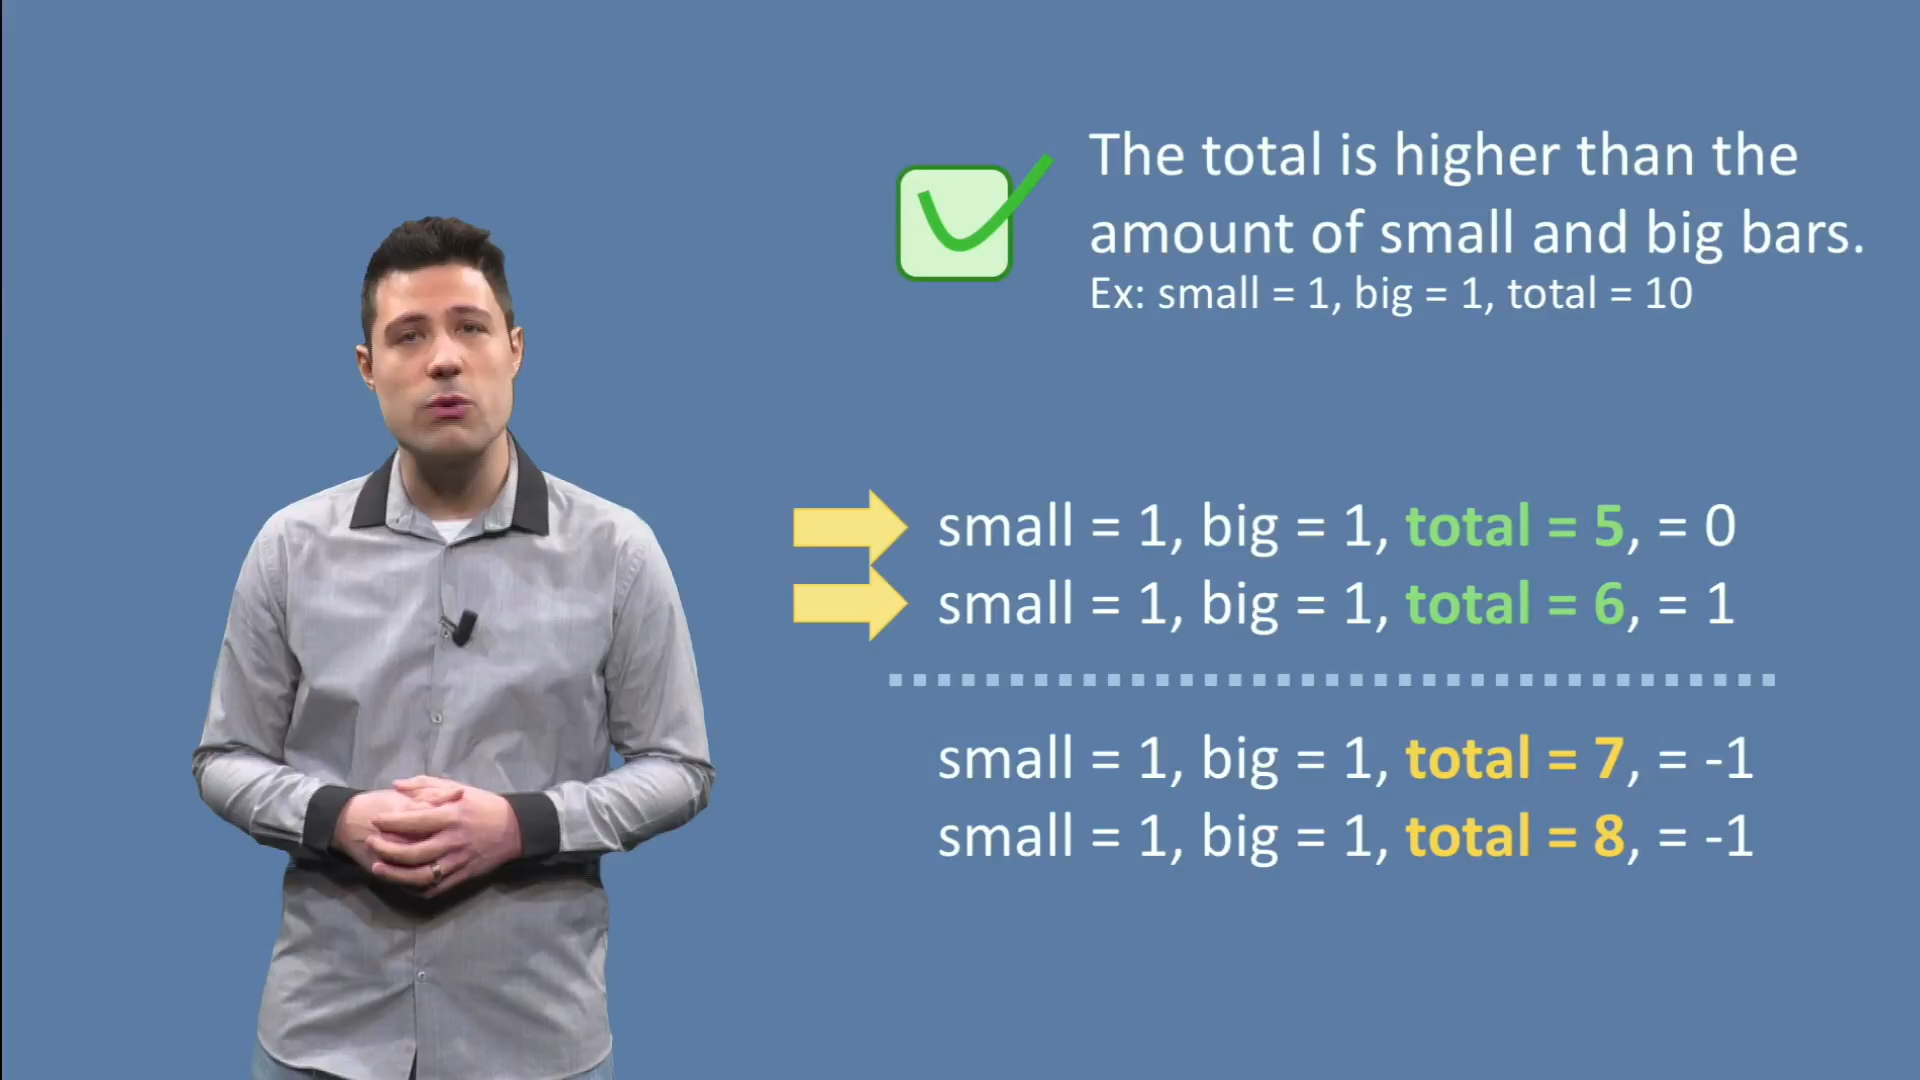 The total is higher than the
amount of small and big bars.
Ex: small = 1, big = 1, total = 10
small = 1, big = 1, total = 5, = 0
small = 1, big = 1, total = 6, = 1
small = 1, big = 1, total = 7, = -1
small = 1, big = 1, total = 8, = -1